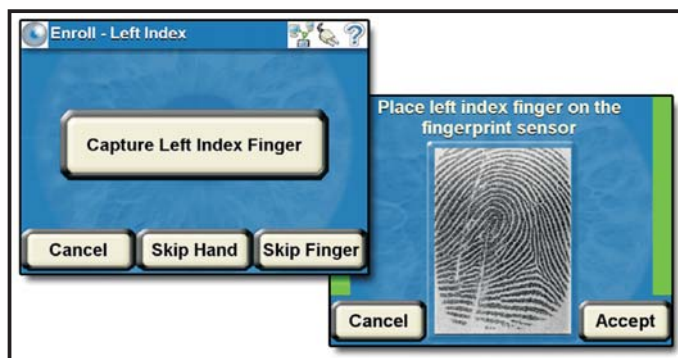 Enroll - Left Index
Capture Left Index Finger
Cancel Skip Hand Skip Finger
Place left index finger on the
fingerprint sensor
Cancel Accept